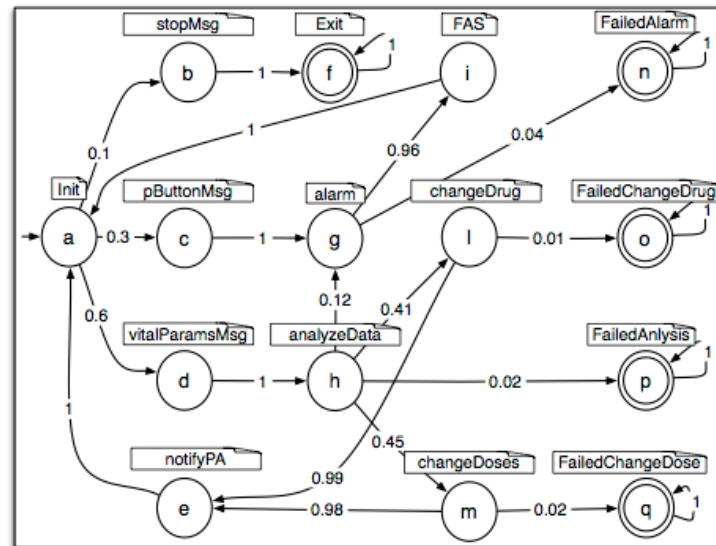 stopMsg
Exit
FAS
FailedAlarm
b
1
f
1
i
n
1
1
0.1
0.96
0.04
Init
pButtonMsg
alarm
changeDrug
FailedChangeDrug
a
0.3
c
1
g
l
0.01
o
1
0.6
0.12
0.41
vitalParamsMsg
analyzeData
FailedAnlysis
d
1
h
0.02
p
1
1
0.45
notifyPA
0.99
changeDoses
FailedChangeDose
e
0.98
m
0.02
q
1